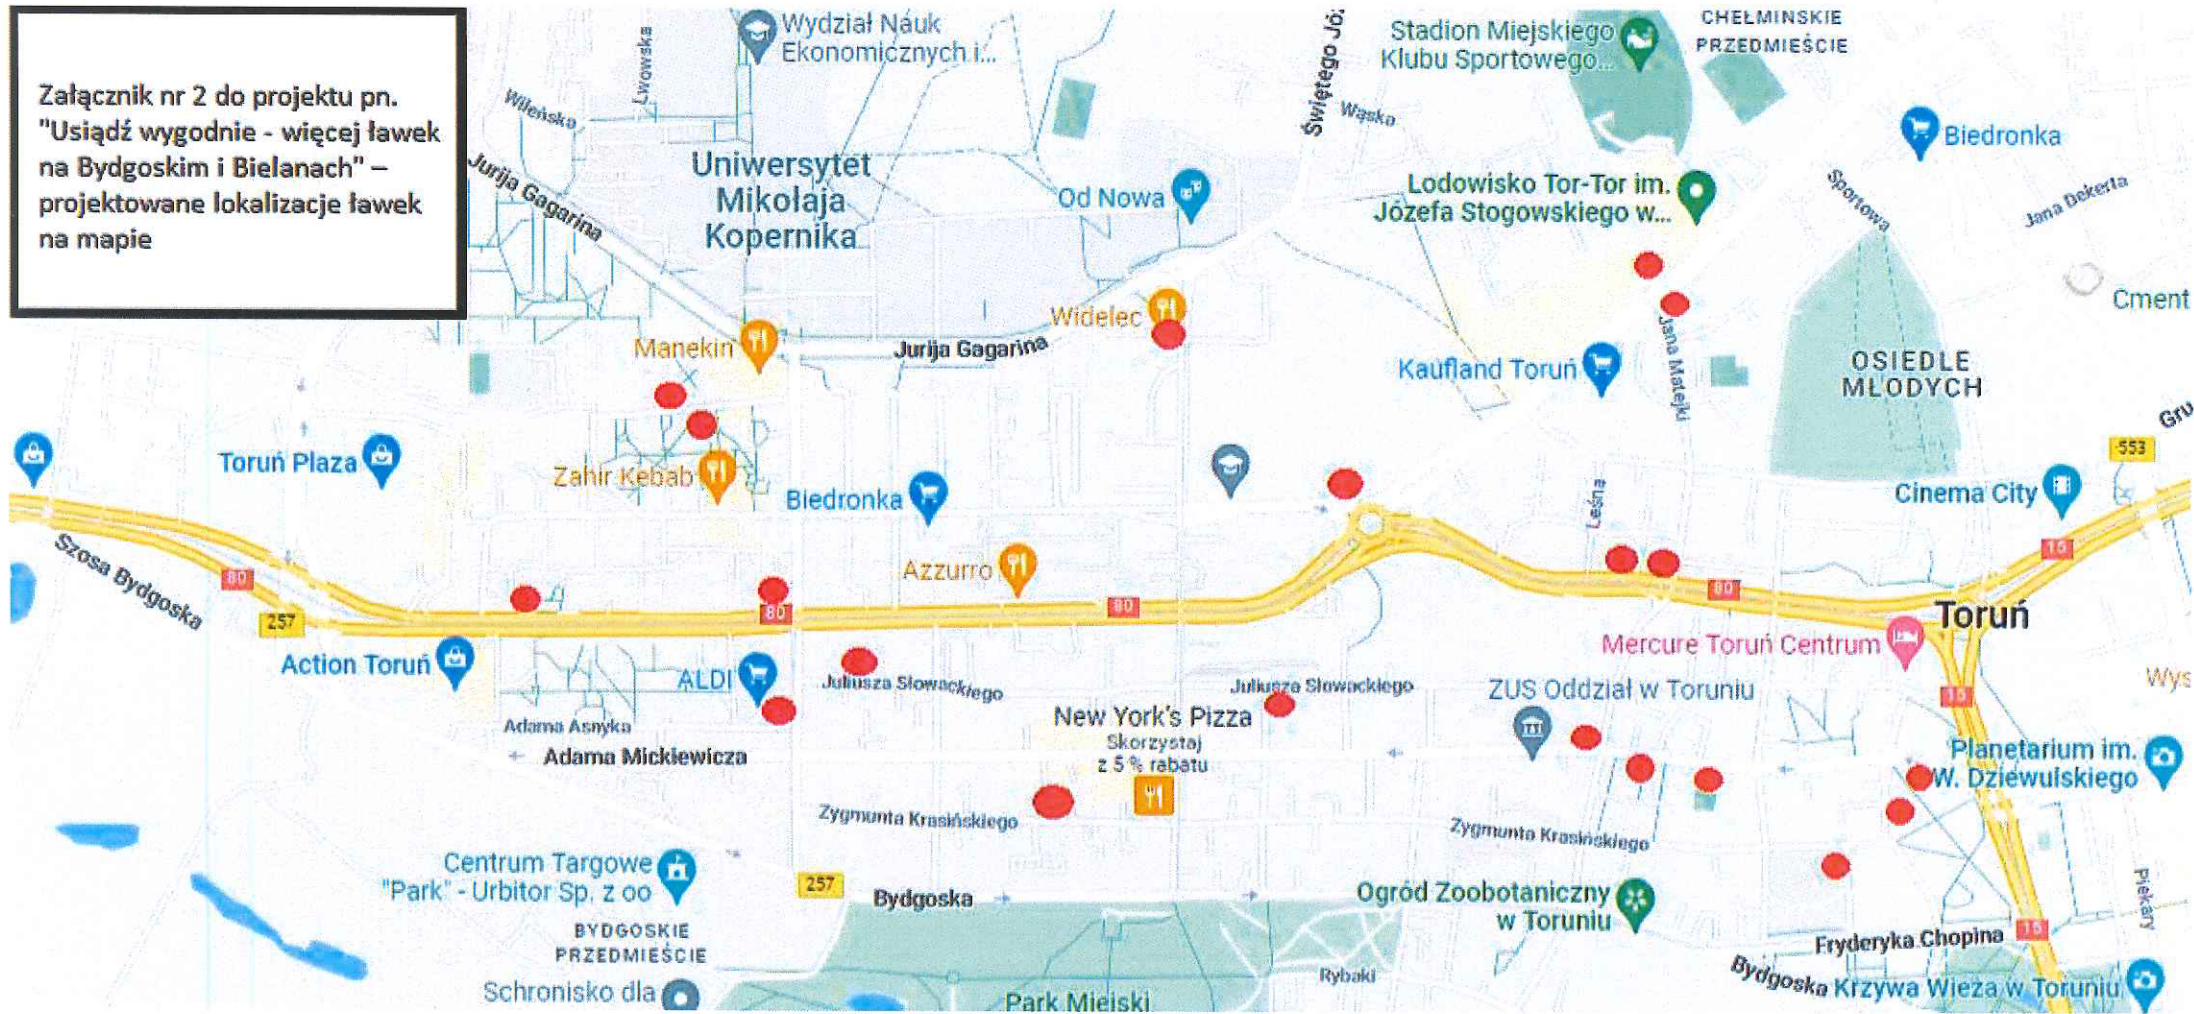 Załącznik nr 2 do projektu pn.
"Usiądź wygodnie - więcej ławek
na Bydgoskim i Bielanach" –
projektowane lokalizacje ławek
na mapie
Wydział Nauk
Ekonomicznych i...
Lwowska
Wileńska
Jurija Gagarina
Uniwersytet
Mikołaja
Kopernika
Od Nowa
Świętego Józ
Wąska
Stadion Miejskiego
Klubu Sportowego...
CHEŁMIŃSKIE
PRZEDMIEŚCIE
Biedronka
Lodowisko Tor-Tor im.
Józefa Stogowskiego w...
Sportowa
Jana Dekerta
Cment
Widelec
Manekin
Jurija Gagarina
Kaufland Toruń
Jana Matejki
OSIEDLE
MŁODYCH
Gru
553
Toruń Plaza
Zahir Kebab
Biedronka
Leśna
Cinema City
15
Szosa Bydgoska
80
257
Azzurro
80
80
80
Toruń
Action Toruń
ALDI
Juliusza Słowackiego
Juliusza Słowackiego
Mercure Toruń Centrum
ZUS Oddział w Toruniu
15
Wys
Adama Asnyka
Adama Mickiewicza
New York's Pizza
Skorzystaj
z 5 % rabatu
Planetarium im.
W. Dziewulskiego
Zygmunta Krasińskiego
Zygmunta Krasińskiego
Centrum Targowe
"Park" - Urbitor Sp. z oo
257
Bydgoska
Ogród Zoobotaniczny
w Toruniu
Piekary
BYDGOSKIE
PRZEDMIEŚCIE
Fryderyka Chopina
15
Schronisko dla
Park Miejski
Rybaki
Bydgoska
Krzywa Wieża w Toruniu